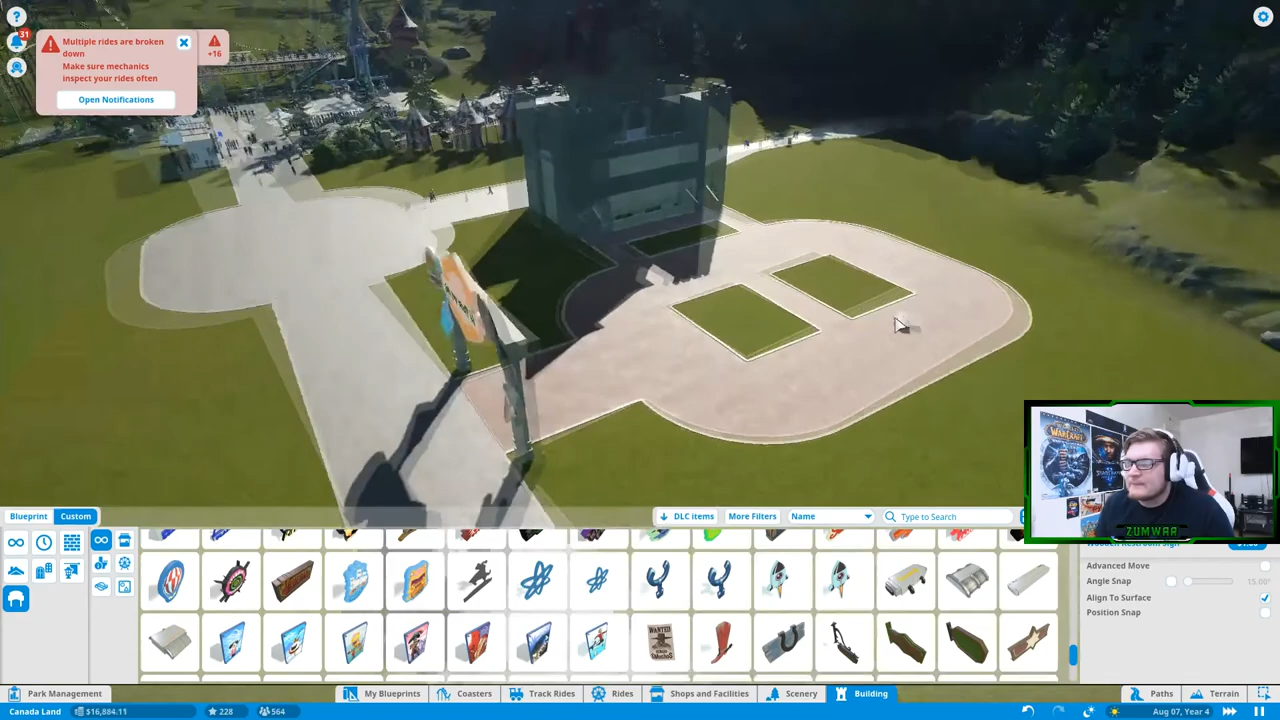 ?
31
Multiple rides are broken
down
Make sure mechanics
inspect your rides often
+16
Open Notifications
Blueprint
Custom
DLC items
More Filters
Name
Type to Search
WARCRAFT
ZUMWAR
Advanced Move
Angle Snap
15.00°
Align To Surface
Position Snap
WANTED
Park Management
My Blueprints
Coasters
Track Rides
Rides
Shops and Facilities
Scenery
Building
Paths
Terrain
Canada Land
$16,884.11
228
564
Aug 07, Year 4